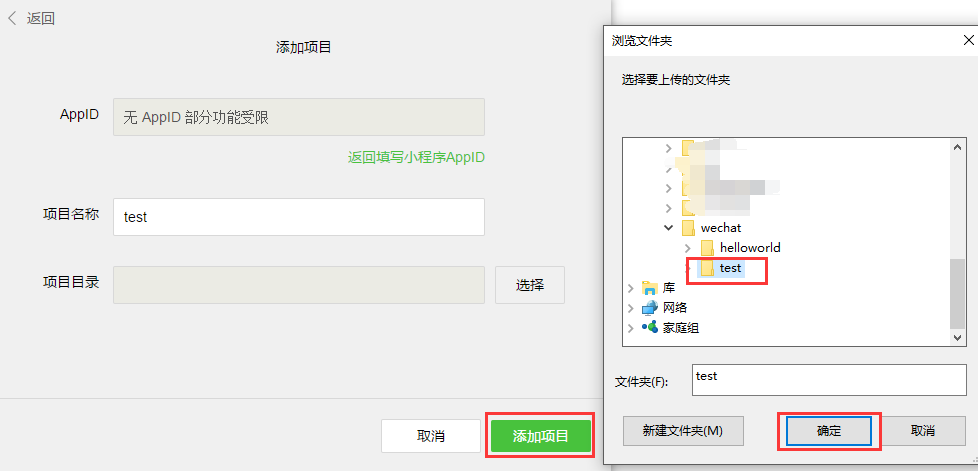 返回
添加项目
AppID
无 AppID 部分功能受限
返回填写小程序AppID
项目名称
test
项目目录
选择
取消
添加项目
浏览文件夹
选择要上传的文件夹
wechat
helloworld
test
库
网络
家庭组
文件夹(F):
test
新建文件夹(M)
确定
取消